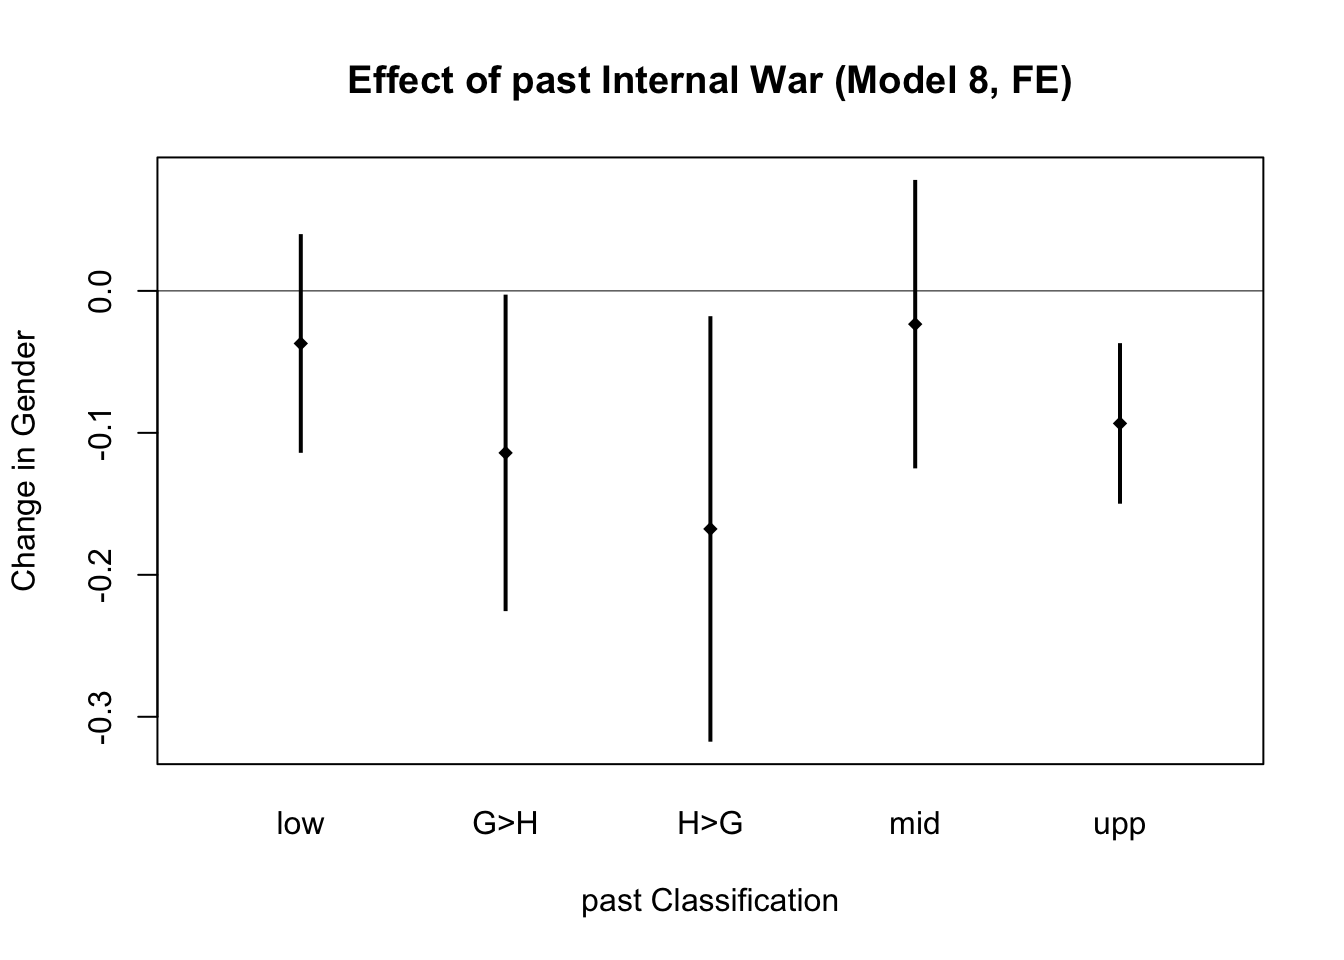 Effect of past Internal War (Model 8, FE)
Change in Gender
0.0
-0.1
-0.2
-0.3
low G>H H>G mid upp
past Classification